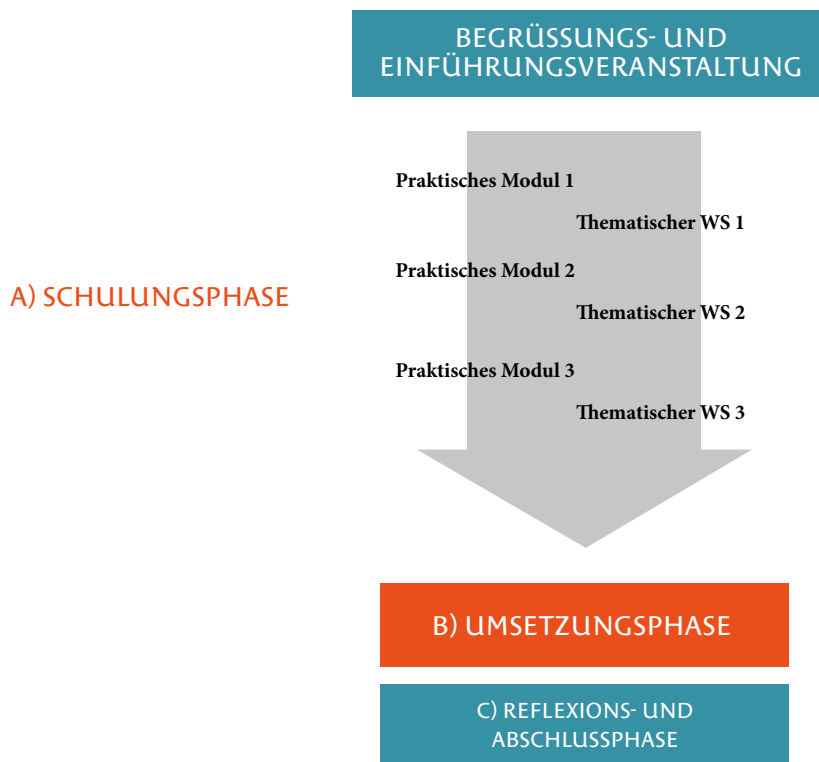 BEGRÜSSUNGS- UND
EINFÜHRUNGSVERANSTALTUNG
Praktisches Modul 1
Thematischer WS 1
Praktisches Modul 2
A) SCHULUNGSPHASE
Thematischer WS 2
Praktisches Modul 3
Thematischer WS 3
B) UMSETZUNGSPHASE
C) REFLEXIONS- UND
ABSCHLUSSPHASE